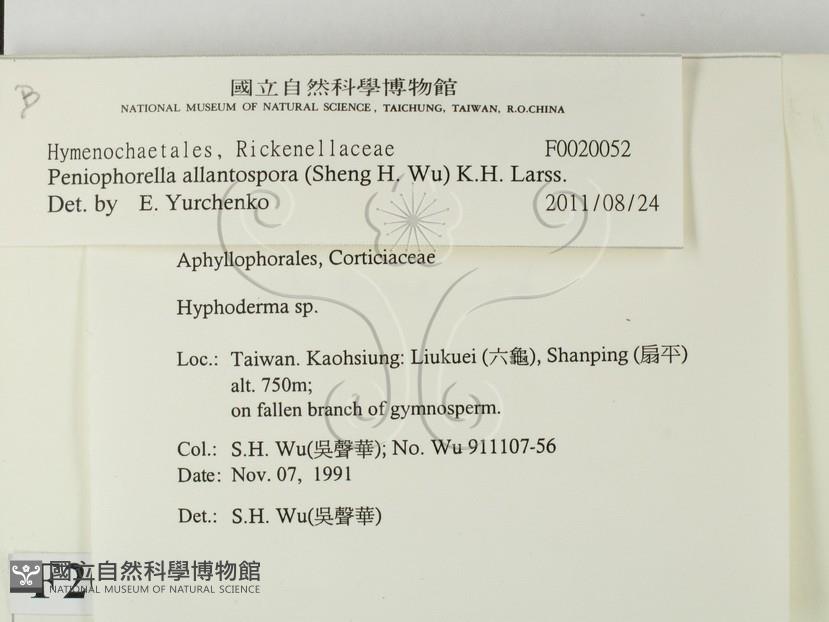 B
國立自然科學博物館
NATIONAL MUSEUM OF NATURAL SCIENCE, TAICHUNG, TAIWAN, R.O.CHINA
Hymenochaetales, Rickenellaceae F0020052
Peniophorella allantospora (Sheng H. Wu) K.H. Larss.
Det. by E. Yurchenko 2011/08/24
Aphyllophorales, Corticiaceae
Hyphoderma sp.
Loc.: Taiwan. Kaohsiung: Liukuei (六龜), Shanping (扇平)
alt. 750m;
on fallen branch of gymnosperm.
Col.: S.H. Wu(吳聲華); No. Wu 911107-56
Date: Nov. 07, 1991
Det.: S.H. Wu(吳聲華)
F2
國立自然科學博物館
NATIONAL MUSEUM OF NATURAL SCIENCE